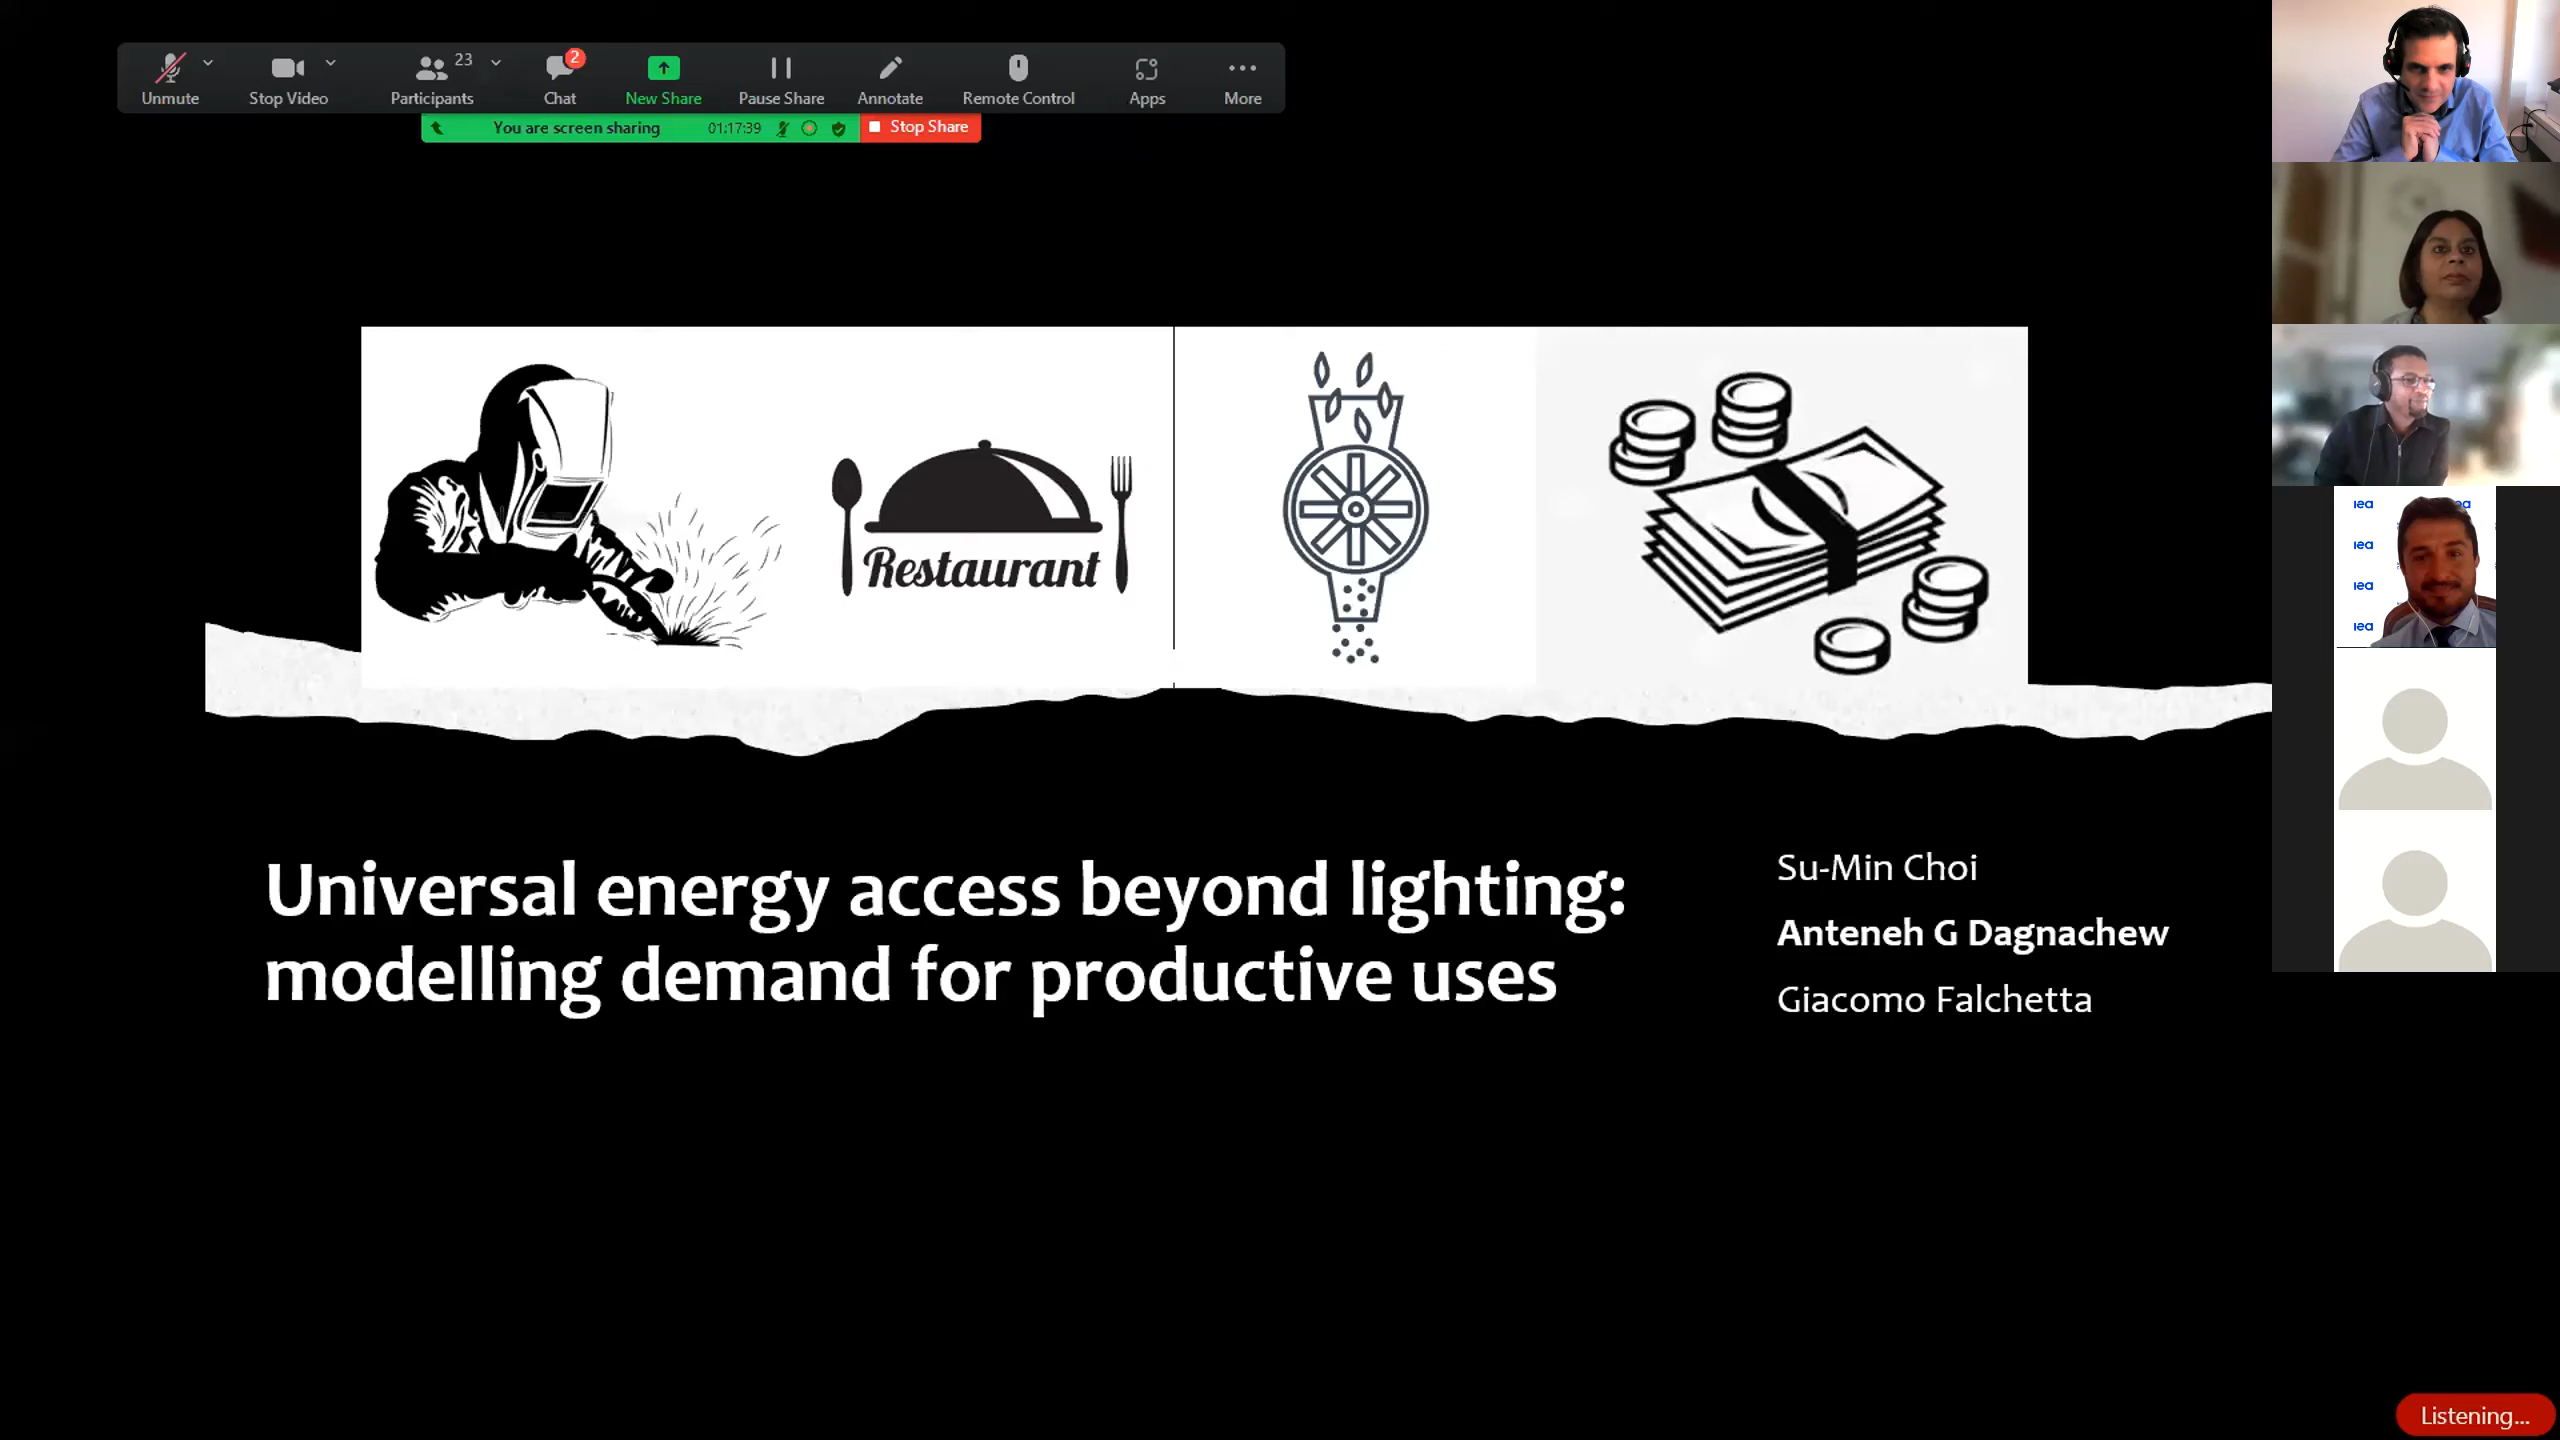 Unmute
Stop Video
23
Participants
2
Chat
New Share
Pause Share
Annotate
Remote Control
Apps
More
You are screen sharing
01:17:39
Stop Share
Restaurant
Universal energy access beyond lighting:
modelling demand for productive uses
Su-Min Choi
Anteneh G Dagnachew
Giacomo Falchetta
iea
iea
iea
iea
Listening...